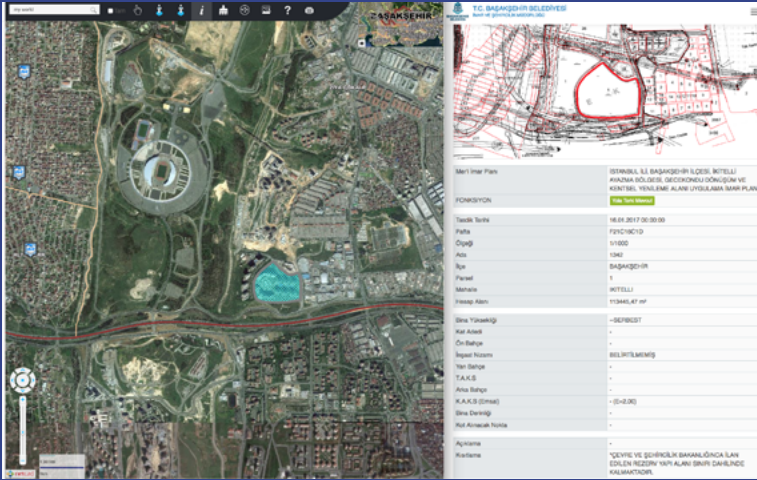 my world
BAŞAKŞEHİR
T.C. BAŞAKŞEHİR BELEDİYESİ
İMAR VE ŞEHİRCİLİK MÜDÜRLÜĞÜ
Mer'i İmar Planı
İSTANBUL İLİ, BAŞAKŞEHİR İLÇESİ, İKİTELLİ
AYAZMA BÖLGESİ, GECEKONDU DÖNÜŞÜM VE
KENTSEL YENİLEME ALANI UYGULAMA İMAR PLANI
FONKSİYON
Tasdik Tarihi 16.01.2017 00:00:00
Pafta F21C18C1D
Ölçeği 1/1000
Ada 1340
İlçe BAŞAKŞEHİR
Parsel 1
Mahalle İKİTELLİ
Hesap Alanı 113440,47 m²
Bina Yüksekliği -SERBEST
Kat Adedi -
Ön Bahçe -
İnşaat Nizamı BELİRTİLMEMİŞ
Yan Bahçe -
T.A.K.S -
Arka Bahçe -
K.A.K.S (Emsal) - (E=2.00)
Bina Derinliği -
Kot Alınacak Nokta -
Açıklama -
Kısıtlama
*ÇEVRE VE ŞEHİRCİLİK BAKANLIĞINCA İLAN
EDİLEN REZERV YAPI ALANI SINIRI DAHİLİNDE
KALMAKTADIR.